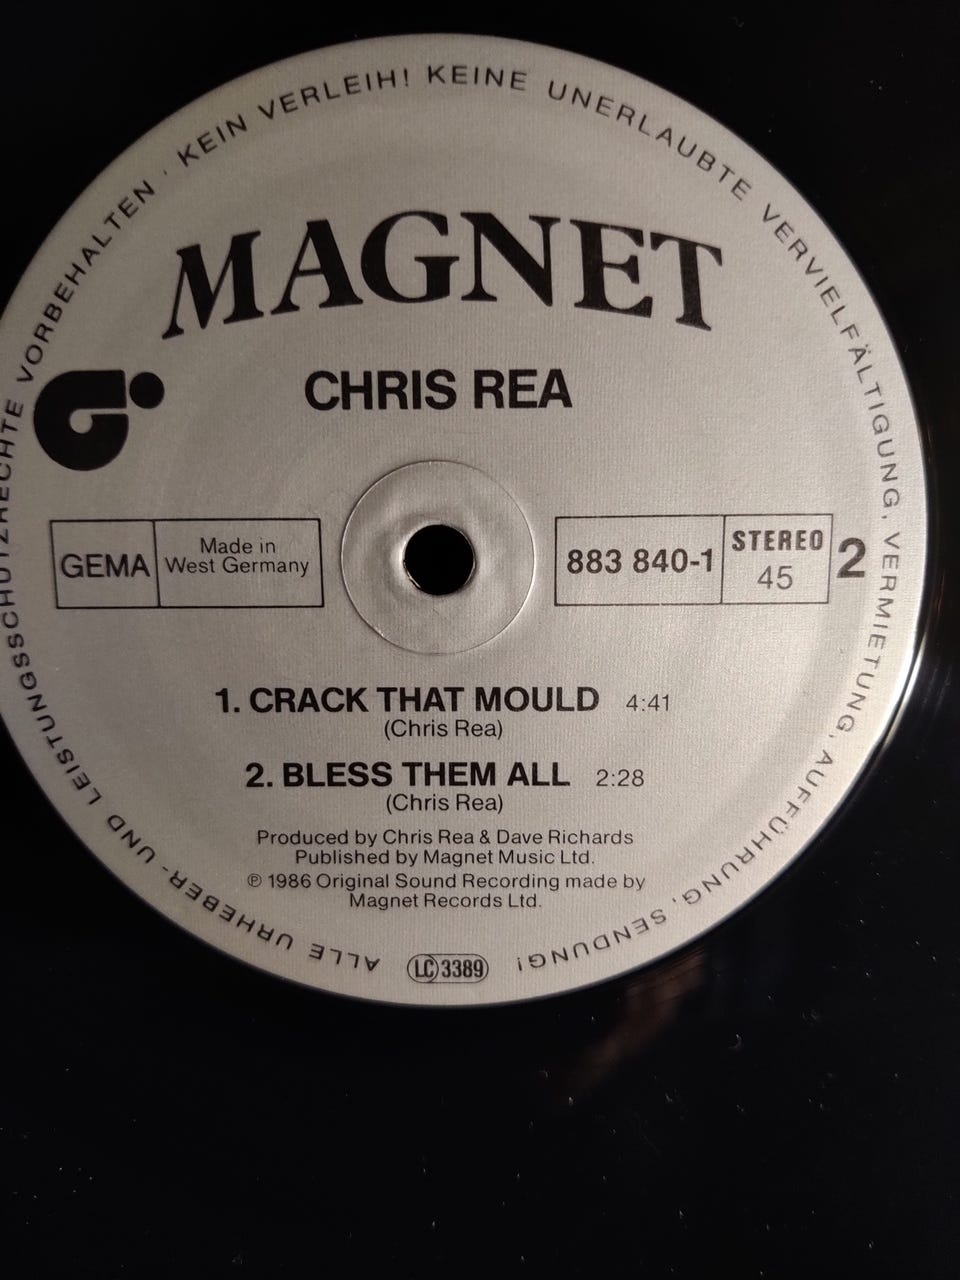 ALLE URHEBER- UND LEISTUNGSSCHUTZRECHTE VORBEHALTEN · KEIN VERLEIH! KEINE UNERLAUBTE VERVIELFÄLTIGUNG, VERMIETUNG, AUFFÜHRUNG, SENDUNG!
MAGNET
CHRIS REA
GEMA
Made in
West Germany
883 840-1
STEREO
45
2
1. CRACK THAT MOULD 4:41
(Chris Rea)
2. BLESS THEM ALL 2:28
(Chris Rea)
Produced by Chris Rea & Dave Richards
Published by Magnet Music Ltd.
℗ 1986 Original Sound Recording made by
Magnet Records Ltd.
LC 3389